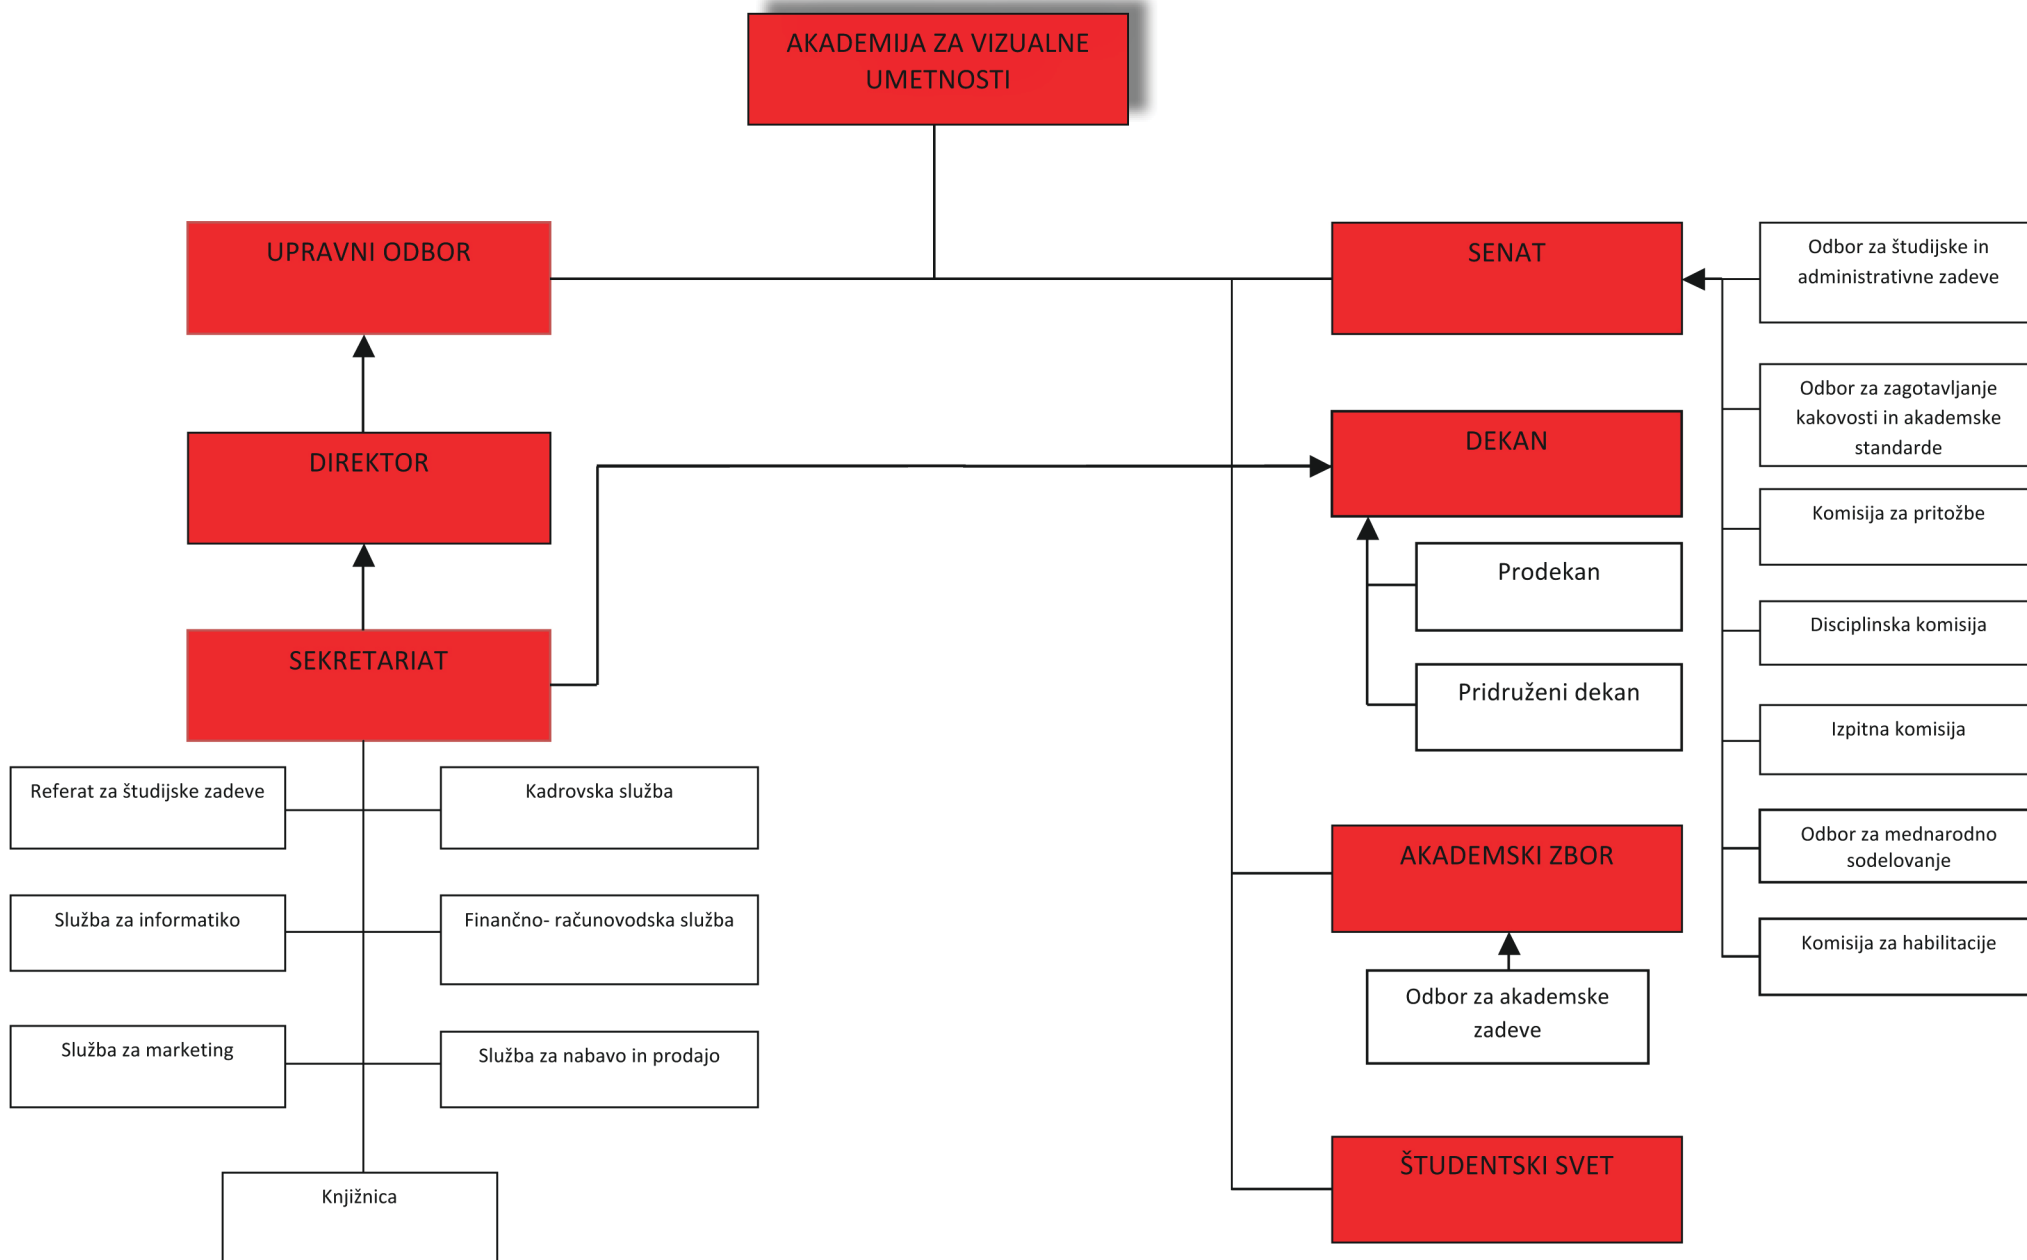 AKADEMIJA ZA VIZUALNE
UMETNOSTI
UPRAVNI ODBOR
SENAT
Odbor za študijske in
administrativne zadeve
Odbor za zagotavljanje
kakovosti in akademske
standarde
DIREKTOR
DEKAN
Komisija za pritožbe
Prodekan
Disciplinska komisija
SEKRETARIAT
Pridruženi dekan
Izpitna komisija
Referat za študijske zadeve
Kadrovska služba
AKADEMSKI ZBOR
Odbor za mednarodno
sodelovanje
Služba za informatiko
Finančno- računovodska služba
Komisija za habilitacije
Odbor za akademske
zadeve
Služba za marketing
Služba za nabavo in prodajo
ŠTUDENTSKI SVET
Knjižnica